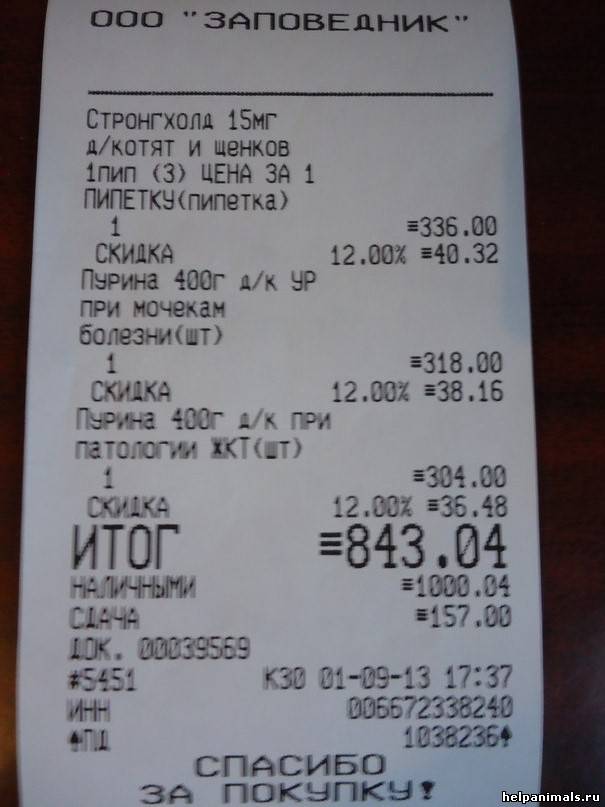 ООО "ЗАПОВЕДНИК"
Стронгхолд 15мг
д/котят и щенков
1пип (3) ЦЕНА ЗА 1
ПИПЕТКУ(пипетка)
1 ≡336.00
СКИДКА 12.00% ≡40.32
Пурина 400г д/к УР
при мочекам
болезни(шт)
1 ≡318.00
СКИДКА 12.00% ≡38.16
Пурина 400г д/к при
патологии ЖКТ(шт)
1 ≡304.00
СКИДКА 12.00% ≡36.48
ИТОГ ≡843.04
НАЛИЧНЫМИ ≡1000.04
СДАЧА ≡157.00
ДОК. 00039569
#5451 К30 01-09-13 17:37
ИНН 006672338240
ПД 1038236
СПАСИБО
ЗА ПОКУПКУ!
helpanimals.ru